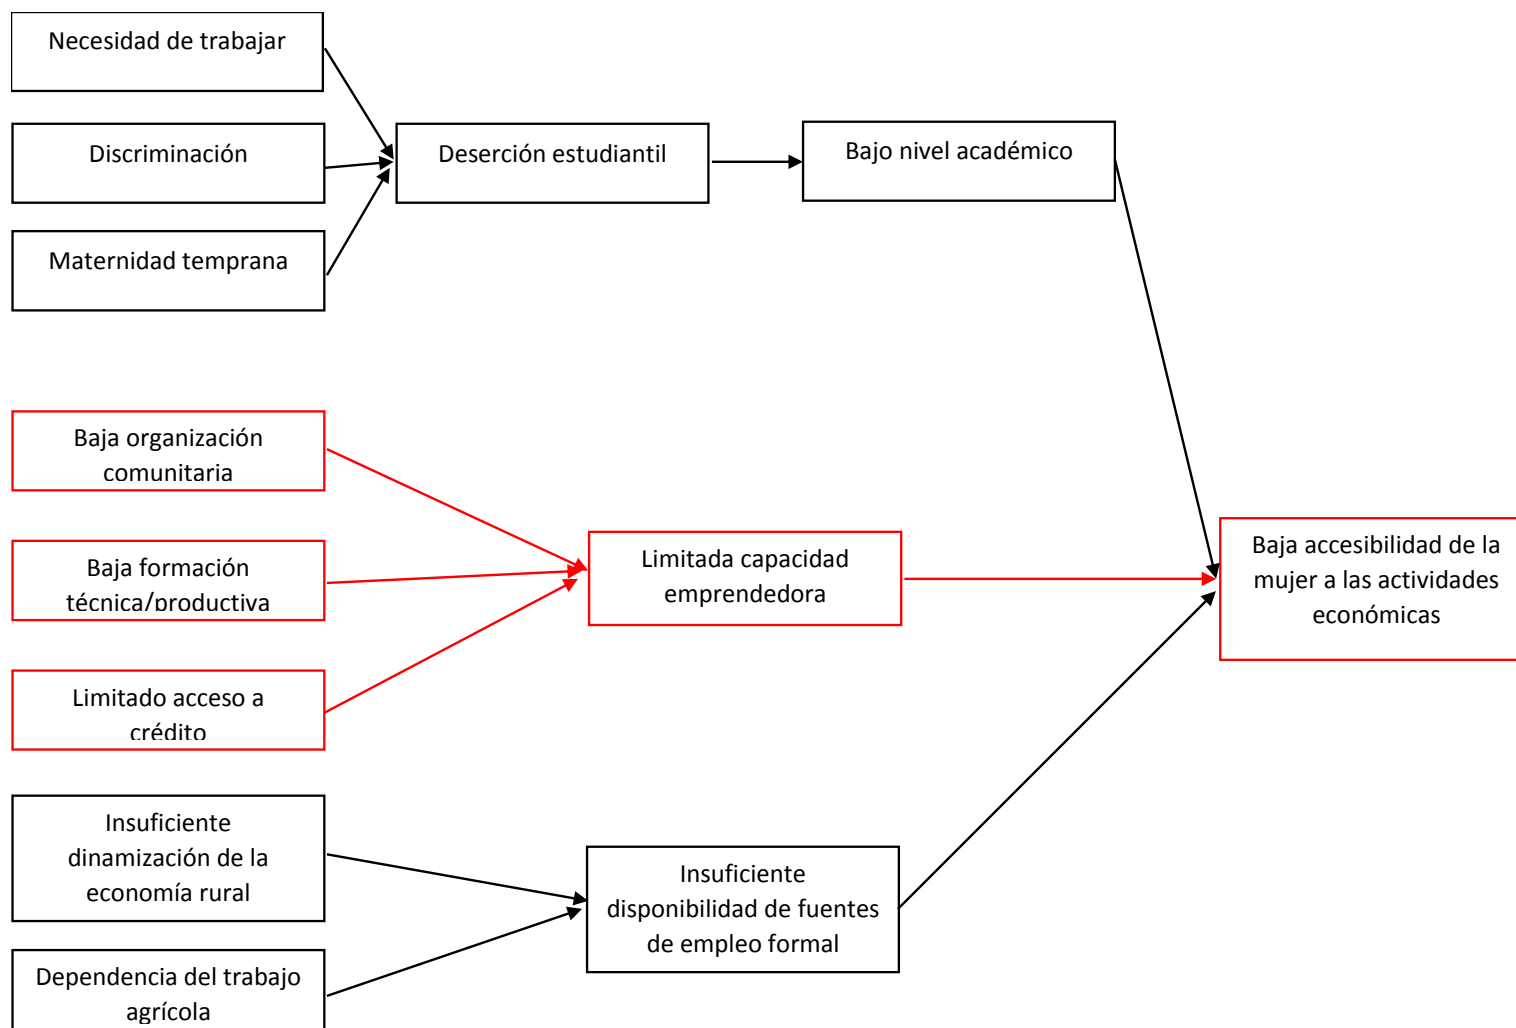 Necesidad de trabajar
Discriminación
Maternidad temprana
Deserción estudiantil
Bajo nivel académico
Baja organización
comunitaria
Baja formación
técnica/productiva
Limitado acceso a
crédito
Limitada capacidad
emprendedora
Baja accesibilidad de la
mujer a las actividades
económicas
Insuficiente
dinamización de la
economía rural
Dependencia del trabajo
agrícola
Insuficiente
disponibilidad de fuentes
de empleo formal